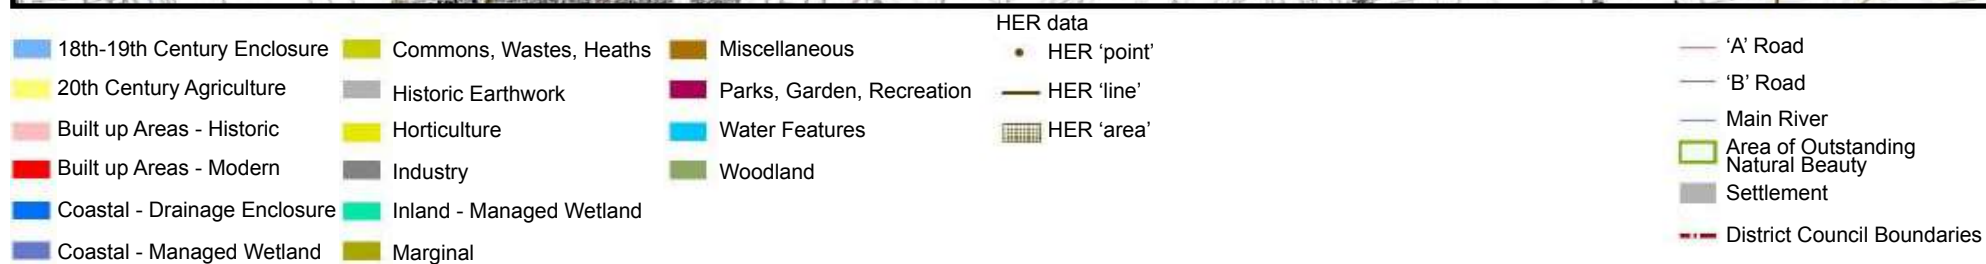 18th-19th Century Enclosure
20th Century Agriculture
Built up Areas - Historic
Built up Areas - Modern
Coastal - Drainage Enclosure
Coastal - Managed Wetland
Commons, Wastes, Heaths
Historic Earthwork
Horticulture
Industry
Inland - Managed Wetland
Marginal
Miscellaneous
Parks, Garden, Recreation
Water Features
Woodland
HER data
HER ‘point’
HER ‘line’
HER ‘area’
‘A’ Road
‘B’ Road
Main River
Area of Outstanding
Natural Beauty
Settlement
District Council Boundaries